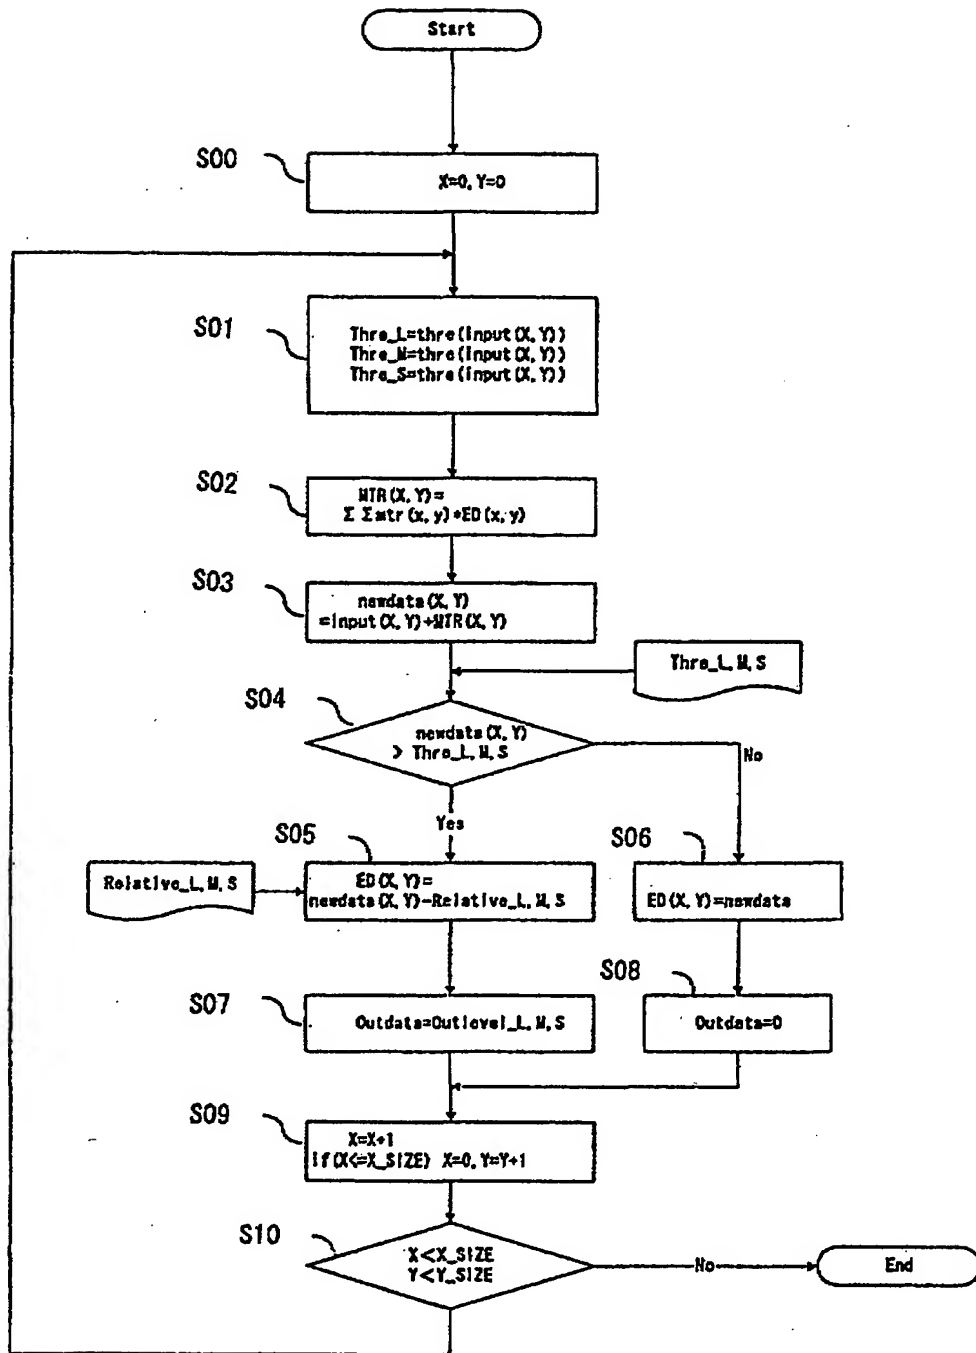 Start
S00
X=0, Y=0
S01
Thre_L=thre(input(X, Y))
Thre_M=thre(input(X, Y))
Thre_S=thre(input(X, Y))
S02
MTR(X, Y)=
Σ Σmtr(x, y)*ED(x, y)
S03
newdata(X, Y)
=input(X, Y)+MTR(X, Y)
Thre_L, M, S
S04
newdata(X, Y)
> Thre_L, M, S
No
Yes
S05
S06
Relative_L, M, S
ED(X, Y)=
newdata(X, Y)-Relative_L, M, S
ED(X, Y)=newdata
S07
S08
Outdata=Outlevel_L, M, S
Outdata=0
S09
X=X+1
if(X<=X_SIZE) X=0, Y=Y+1
S10
X<X_SIZE
Y<Y_SIZE
No
End